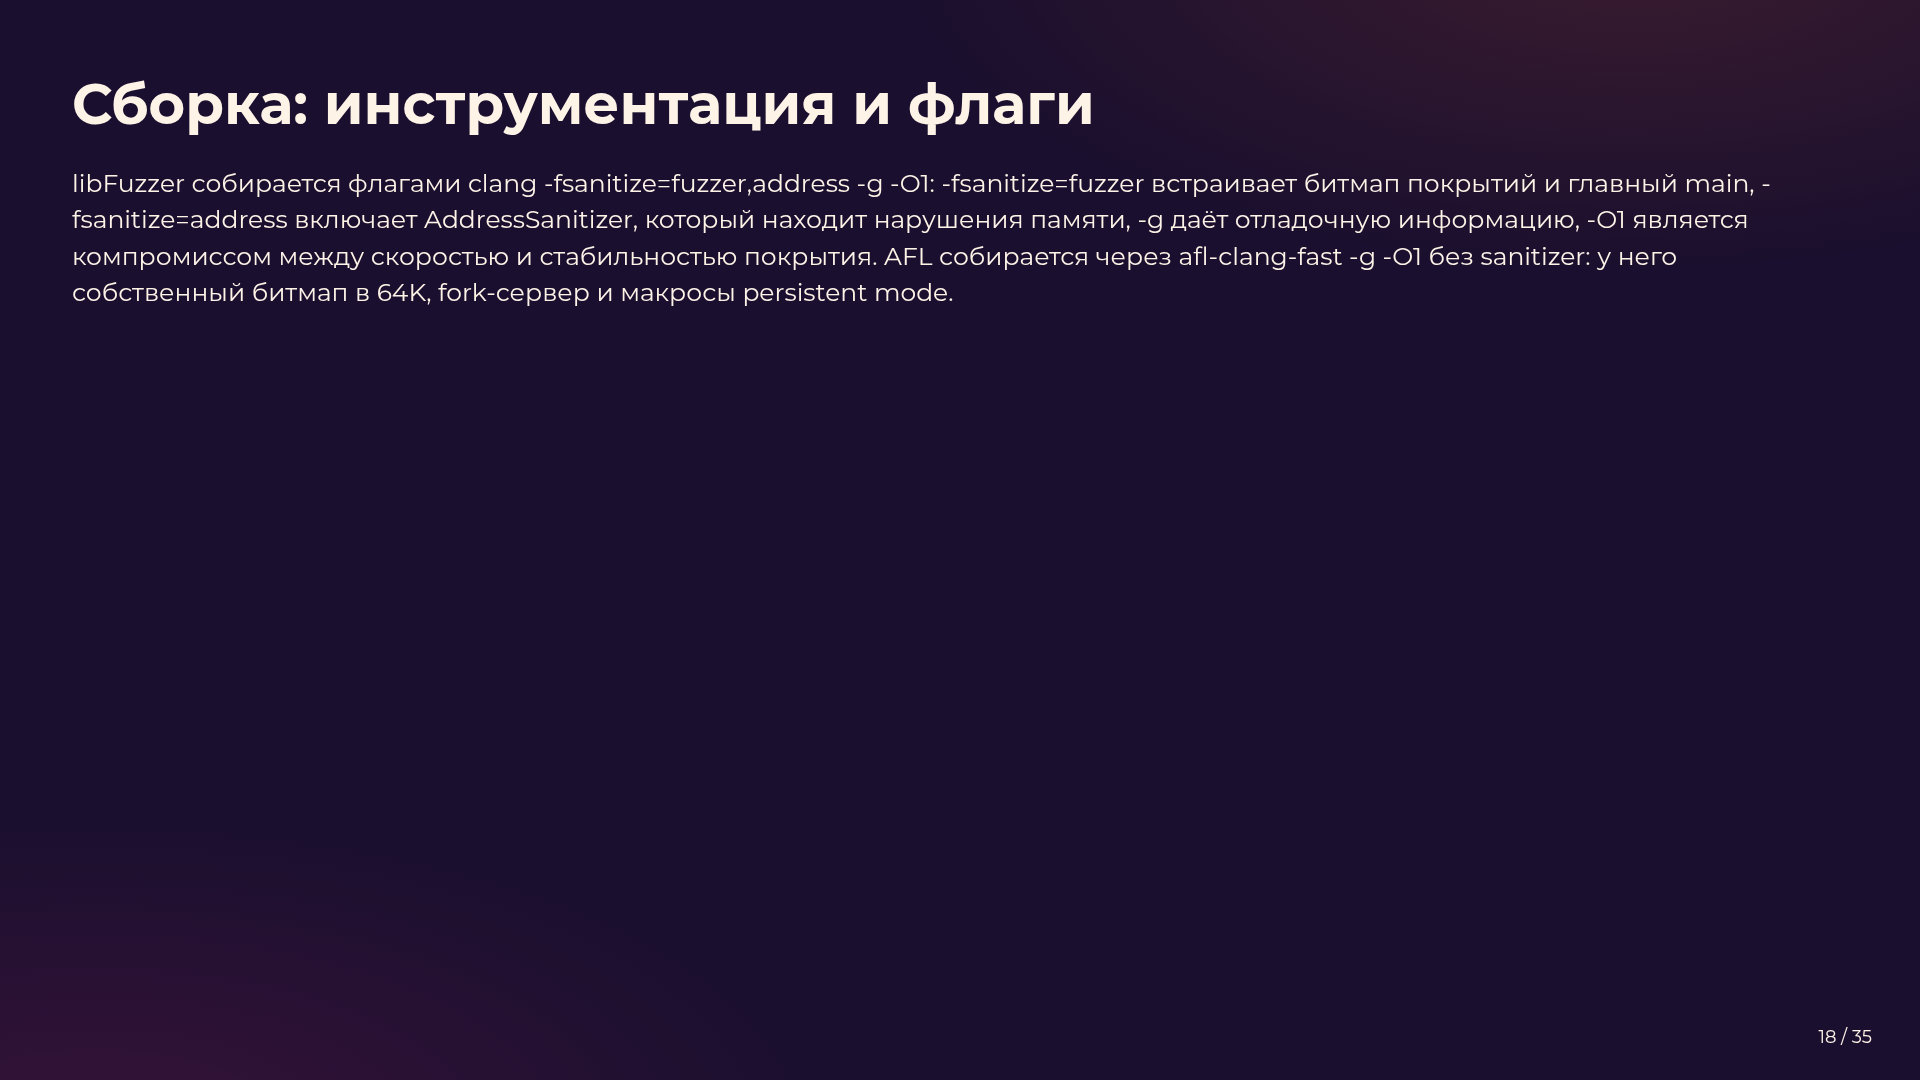 Сборка: инструментация и флаги
libFuzzer собирается флагами clang -fsanitize=fuzzer,address -g -O1: -fsanitize=fuzzer встраивает битмап покрытий и главный main, -
fsanitize=address включает AddressSanitizer, который находит нарушения памяти, -g даёт отладочную информацию, -O1 является
компромиссом между скоростью и стабильностью покрытия. AFL собирается через afl-clang-fast -g -O1 без sanitizer: у него
собственный битмап в 64K, fork-сервер и макросы persistent mode.
18 / 35